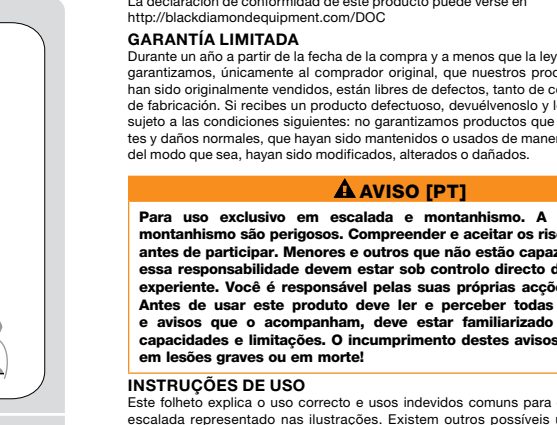 La declaración de conformidad de este producto puede verse en
http://blackdiamondequipment.com/DOC
GARANTÍA LIMITADA
Durante un año a partir de la fecha de la compra y a menos que la ley
garantizamos, únicamente al comprador original, que nuestros
han sido originalmente vendidos, están libres de defectos, tanto de
de fabricación. Si recibes un producto defectuoso, devuélvenoslo y
sujeto a las condiciones siguientes: no garantizamos productos que
tes y daños normales, que hayan sido mantenidos o usados de
del modo que sea, hayan sido modificados, alterados o dañados.
AVISO [PT]
Para uso exclusivo em escalada e montanhismo. A
montanhismo são perigosos. Compreender e aceitar os
antes de participar. Menores e outros que não estão
essa responsabilidade devem estar sob controlo directo
experiente. Você é responsável pelas suas próprias
Antes de usar este produto deve ler e perceber todas
e avisos que o acompanham, deve estar familiarizado
capacidades e limitações. O incumprimento destes avisos
em lesões graves ou em morte!
INSTRUÇÕES DE USO
Este folheto explica o uso correcto e usos indevidos comuns para
escalada representado nas ilustrações. Existem outros possíveis